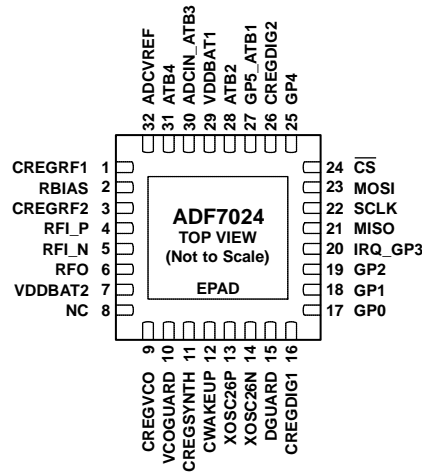 32 ADCVREF
31 ATB4
30 ADCIN_ATB3
29 VDDBAT1
28 ATB2
27 GP5_ATB1
26 CREGDIG2
25 GP4
CREGRF1 1
RBIAS 2
CREGRF2 3
RFI_P 4
RFI_N 5
RFO 6
VDDBAT2 7
NC 8
ADF7024
TOP VIEW
(Not to Scale)
EPAD
24 CS
23 MOSI
22 SCLK
21 MISO
20 IRQ_GP3
19 GP2
18 GP1
17 GP0
CREGVCO 9
VCOGUARD 10
CREGSYNTH 11
CWAKEUP 12
XOSC26P 13
XOSC26N 14
DGUARD 15
CREGDIG1 16